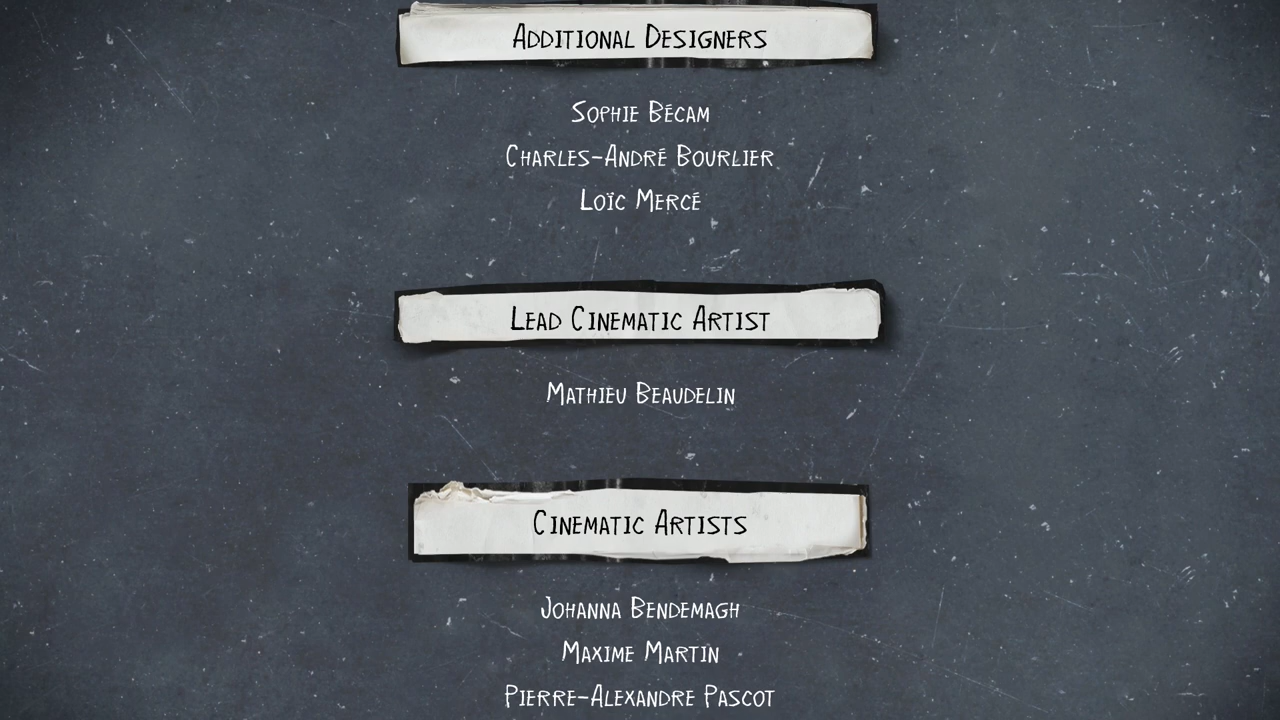 Additional Designers
Sophie Bécam
Charles-André Bourlier
Loïc Mercé
Lead Cinematic Artist
Mathieu Beaudelin
Cinematic Artists
Johanna Bendemagh
Maxime Martin
Pierre-Alexandre Pascot